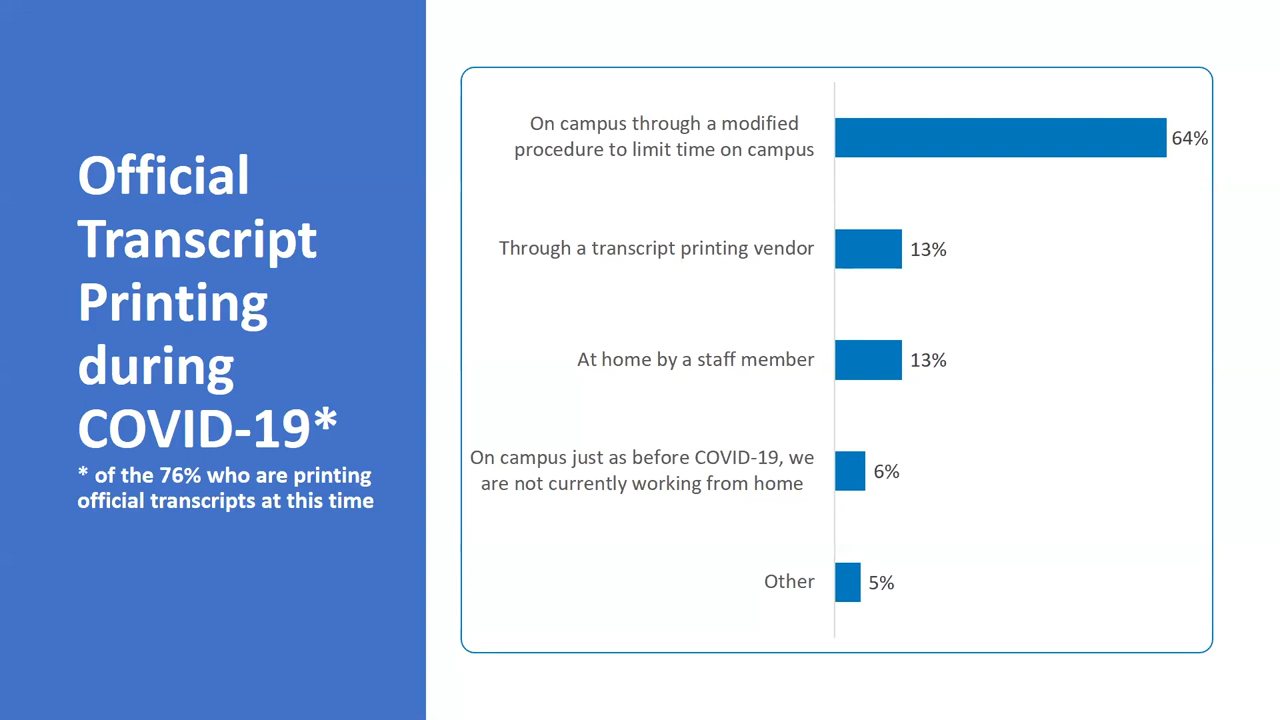 Official
Transcript
Printing
during
COVID-19*
* of the 76% who are printing
official transcripts at this time
On campus through a modified
procedure to limit time on campus
64%
Through a transcript printing vendor
13%
At home by a staff member
13%
On campus just as before COVID-19, we
are not currently working from home
6%
Other
5%